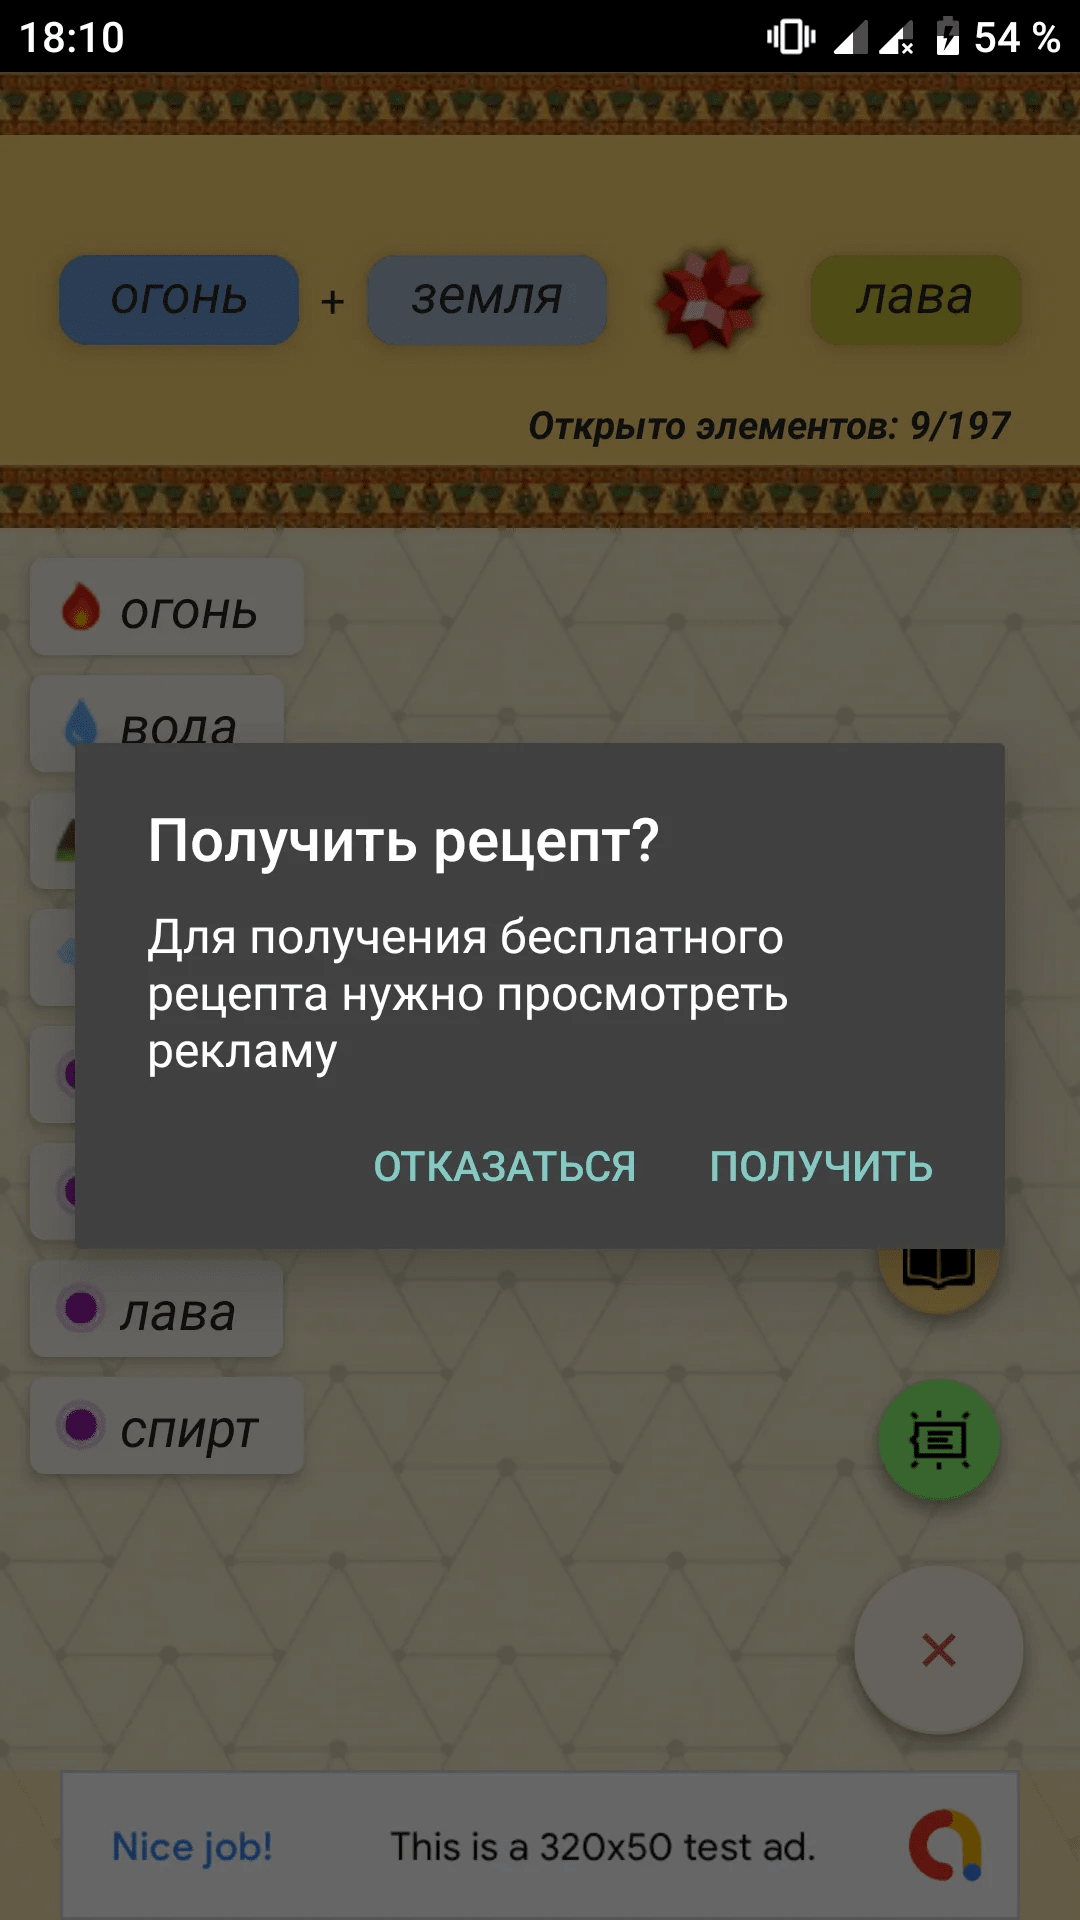 18:10 54 %
огонь + земля лава
Открыто элементов: 9/197
огонь
вода
Получить рецепт?
Для получения бесплатного
рецепта нужно просмотреть
рекламу
ОТКАЗАТЬСЯ ПОЛУЧИТЬ
лава
спирт
Nice job! This is a 320x50 test ad.